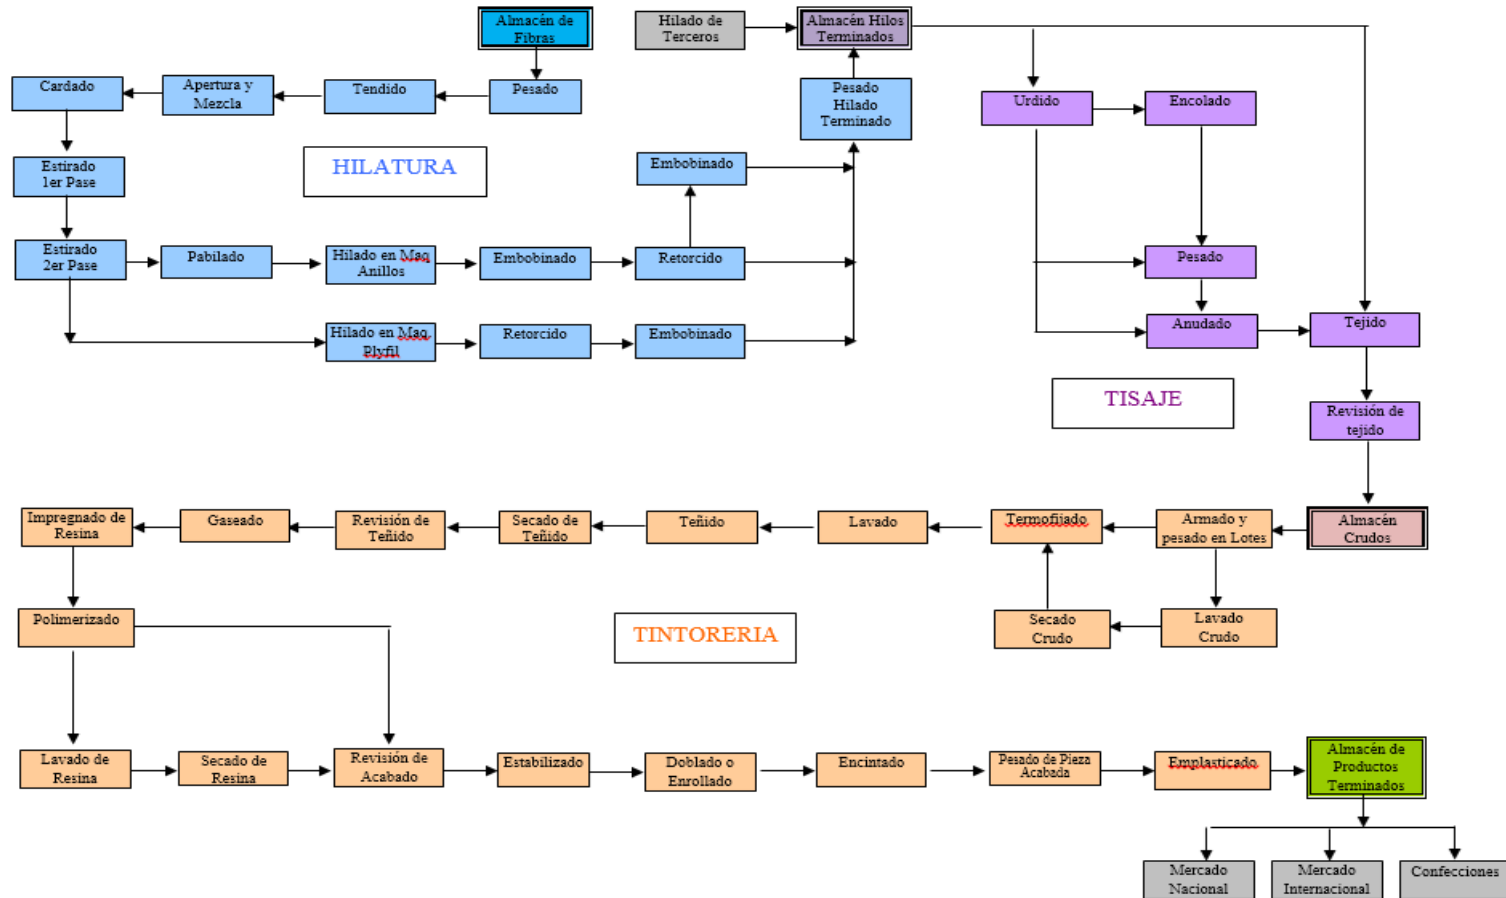 Almacén de
Fibras
Hilado de
Terceros
Almacén Hilos
Terminados
Cardado
Apertura y
Mezcla
Tendido
Pesado
Pesado
Hilado
Terminado
Urdido
Encolado
Estirado
1er Pase
HILATURA
Embobinado
Estirado
2er Pase
Pabilado
Hilado en Maq
Anillos
Embobinado
Retorcido
Pesado
Hilado en Maq.
Plyfil
Retorcido
Embobinado
Anudado
Tejido
TISAJE
Revisión de
tejido
Impregnado de
Resina
Gaseado
Revisión de
Teñido
Secado de
Teñido
Teñido
Lavado
Termofijado
Armado y
pesado en Lotes
Almacén
Crudos
Polimerizado
TINTORERIA
Secado
Crudo
Lavado
Crudo
Lavado de
Resina
Secado de
Resina
Revisión de
Acabado
Estabilizado
Doblado o
Enrollado
Encintado
Pesado de Pieza
Acabada
Emplasticado
Almacén de
Productos
Terminados
Mercado
Nacional
Mercado
Internacional
Confecciones